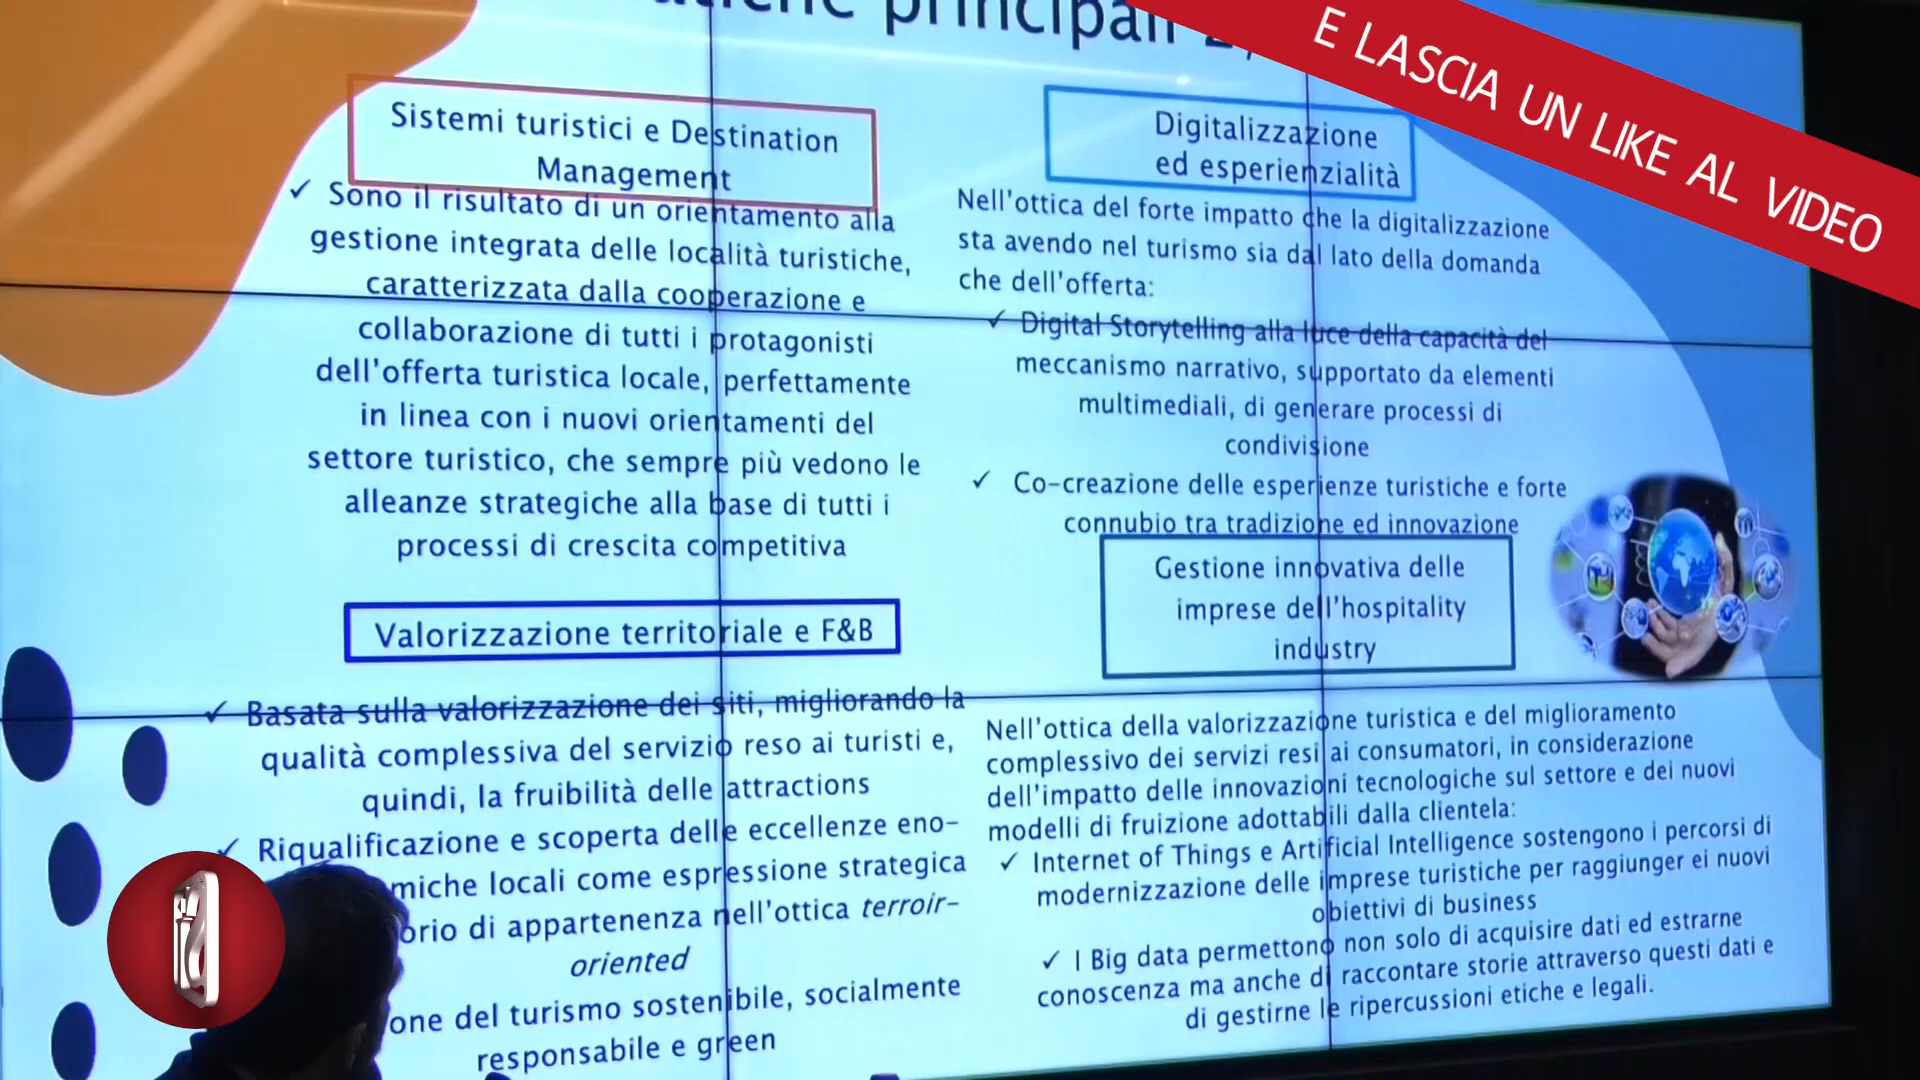 principali
E LASCIA UN LIKE AL VIDEO
Sistemi turistici e Destination
Management
✓ Sono il risultato di un orientamento alla
gestione integrata delle località turistiche,
caratterizzata dalla cooperazione e
collaborazione di tutti i protagonisti
dell'offerta turistica locale, perfettamente
in linea con i nuovi orientamenti del
settore turistico, che sempre più vedono le
alleanze strategiche alla base di tutti i
processi di crescita competitiva
Digitalizzazione
ed esperienzialità
Nell'ottica del forte impatto che la digitalizzazione
sta avendo nel turismo sia dal lato della domanda
che dell'offerta:
✓ Digital Storytelling alla luce della capacità del
meccanismo narrativo, supportato da elementi
multimediali, di generare processi di
condivisione
✓ Co-creazione delle esperienze turistiche e forte
connubio tra tradizione ed innovazione
Valorizzazione territoriale e F&B
✓ Basata sulla valorizzazione dei siti, migliorando la
qualità complessiva del servizio reso ai turisti e,
quindi, la fruibilità delle attractions
✓ Riqualificazione e scoperta delle eccellenze eno-
miche locali come espressione strategica
orio di appartenenza nell'ottica terroir-
oriented
one del turismo sostenibile, socialmente
responsabile e green
Gestione innovativa delle
imprese dell'hospitality
industry
Nell'ottica della valorizzazione turistica e del miglioramento
complessivo dei servizi resi ai consumatori, in considerazione
dell'impatto delle innovazioni tecnologiche sul settore e dei nuovi
modelli di fruizione adottabili dalla clientela:
✓ Internet of Things e Artificial Intelligence sostengono i percorsi di
modernizzazione delle imprese turistiche per raggiunger ei nuovi
obiettivi di business
✓ I Big data permettono non solo di acquisire dati ed estrarne
conoscenza ma anche di raccontare storie attraverso questi dati e
di gestirne le ripercussioni etiche e legali.